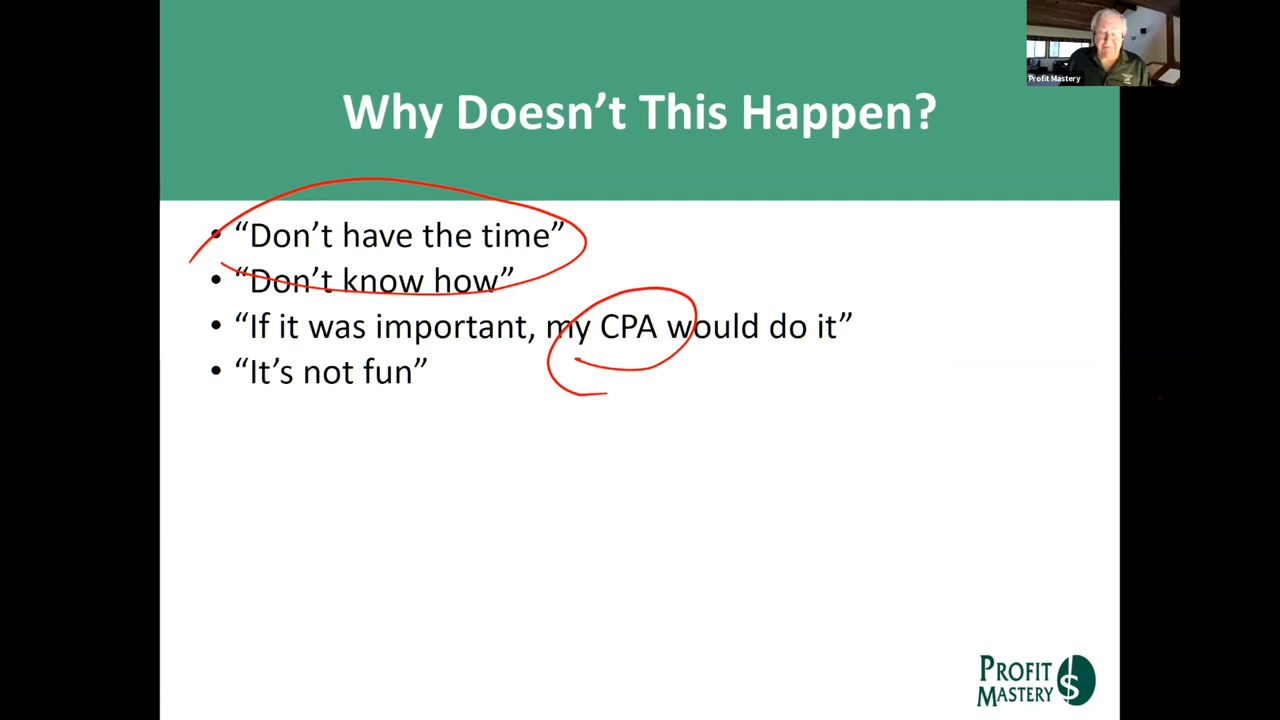 Profit Mastery
Why Doesn’t This Happen?
• “Don’t have the time”
• “Don’t know how”
• “If it was important, my CPA would do it”
• “It’s not fun”
PROFIT
MASTERY